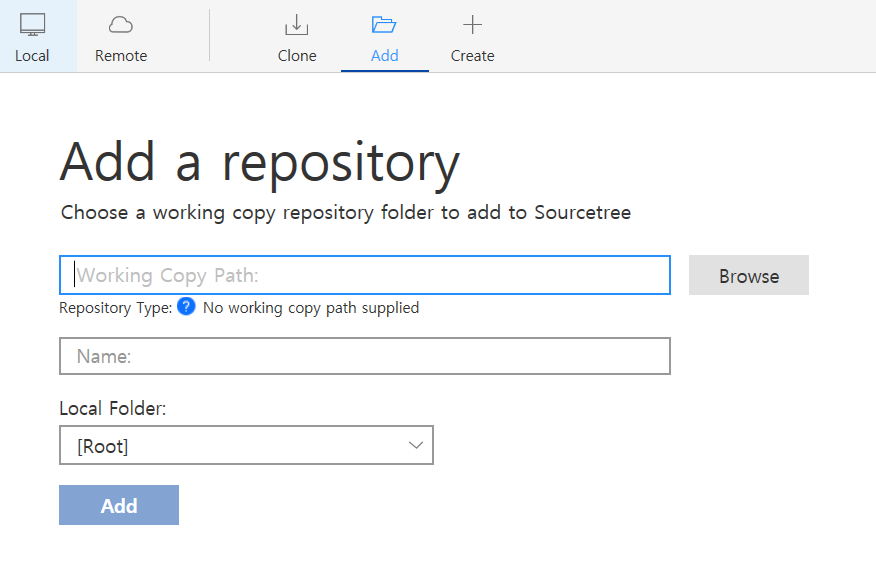 Local
Remote
Clone
Add
Create
Add a repository
Choose a working copy repository folder to add to Sourcetree
Working Copy Path:
Browse
Repository Type: ? No working copy path supplied
Name:
Local Folder:
[Root]
Add